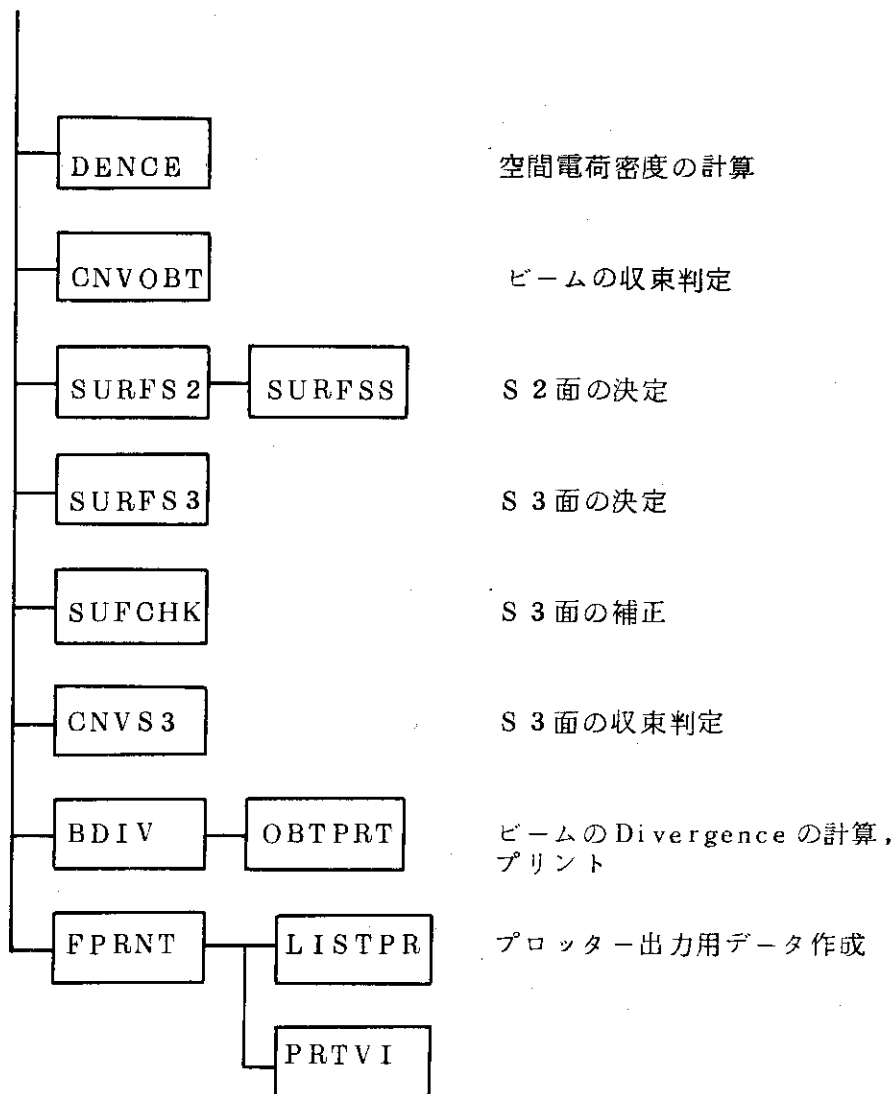 DENCE 空間電荷密度の計算
CNVOBT ビームの収束判定
SURFS2 SURFSS S2面の決定
SURFS3 S3面の決定
SUFCHK S3面の補正
CNVS3 S3面の収束判定
BDIV OBTPRT ビームのDivergenceの計算,
プリント
FPRNT LISTPR プロッター出力用データ作成
PRTVI